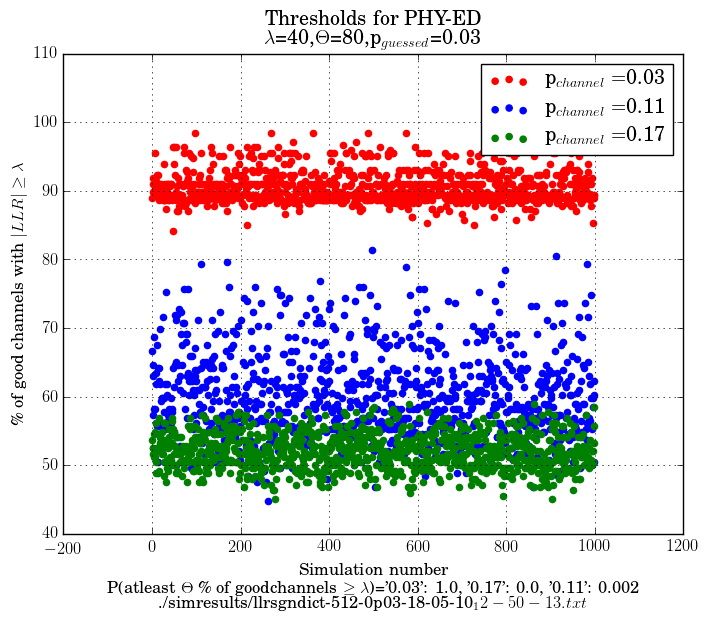 Thresholds for PHY-ED
λ=40,Θ=80,p_guessed=0.03
p_channel =0.03
p_channel =0.11
p_channel =0.17
% of good channels with |LLR| ≥ λ
110
100
90
80
70
60
50
40
−200
0
200
400
600
800
1000
1200
Simulation number
P(atleast Θ % of goodchannels ≥ λ)='0.03': 1.0, '0.17': 0.0, '0.11': 0.002
./simresults/llrsgndict-512-0p03-18-05-10₁2 − 50 − 13.txt